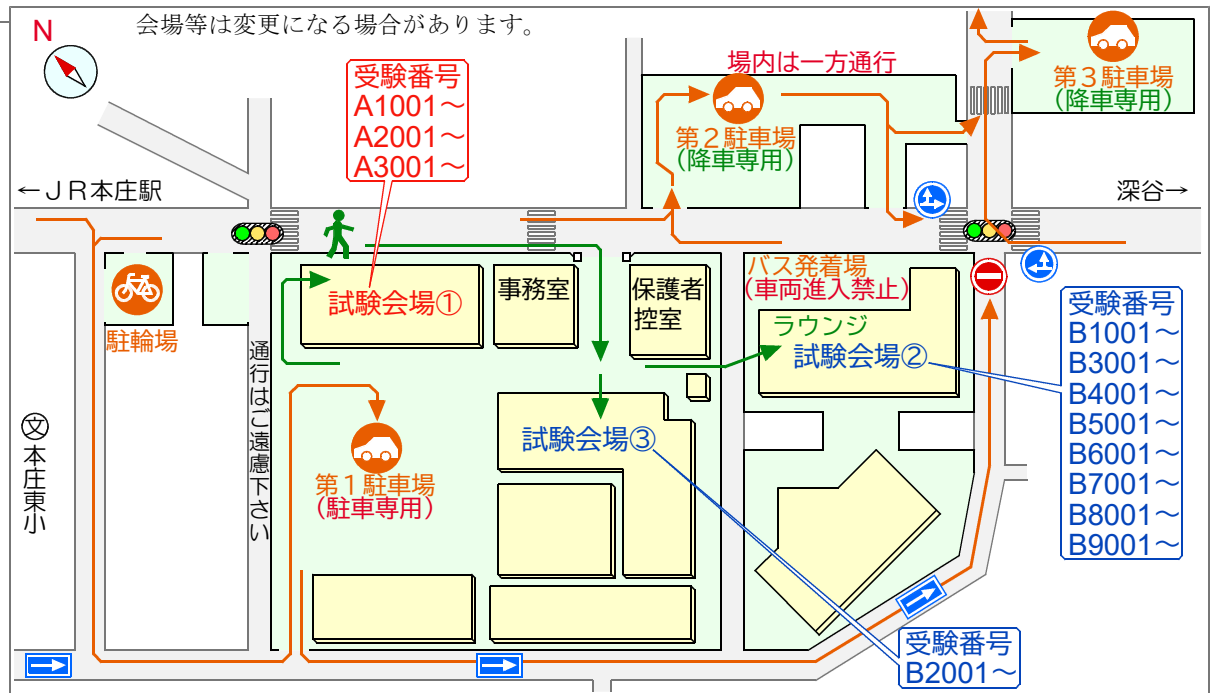 会場等は変更になる場合があります。
N
受験番号
A1001～
A2001～
A3001～
場内は一方通行
第２駐車場
(降車専用)
第３駐車場
(降車専用)
←ＪＲ本庄駅
深谷→
駐輪場
試験会場①
事務室
保護者
控室
バス発着場
(車両進入禁止)
ラウンジ
試験会場②
受験番号
B1001～
B3001～
B4001～
B5001～
B6001～
B7001～
B8001～
B9001～
通行はご遠慮下さい
文本庄東小
第１駐車場
(駐車専用)
試験会場③
受験番号
B2001～